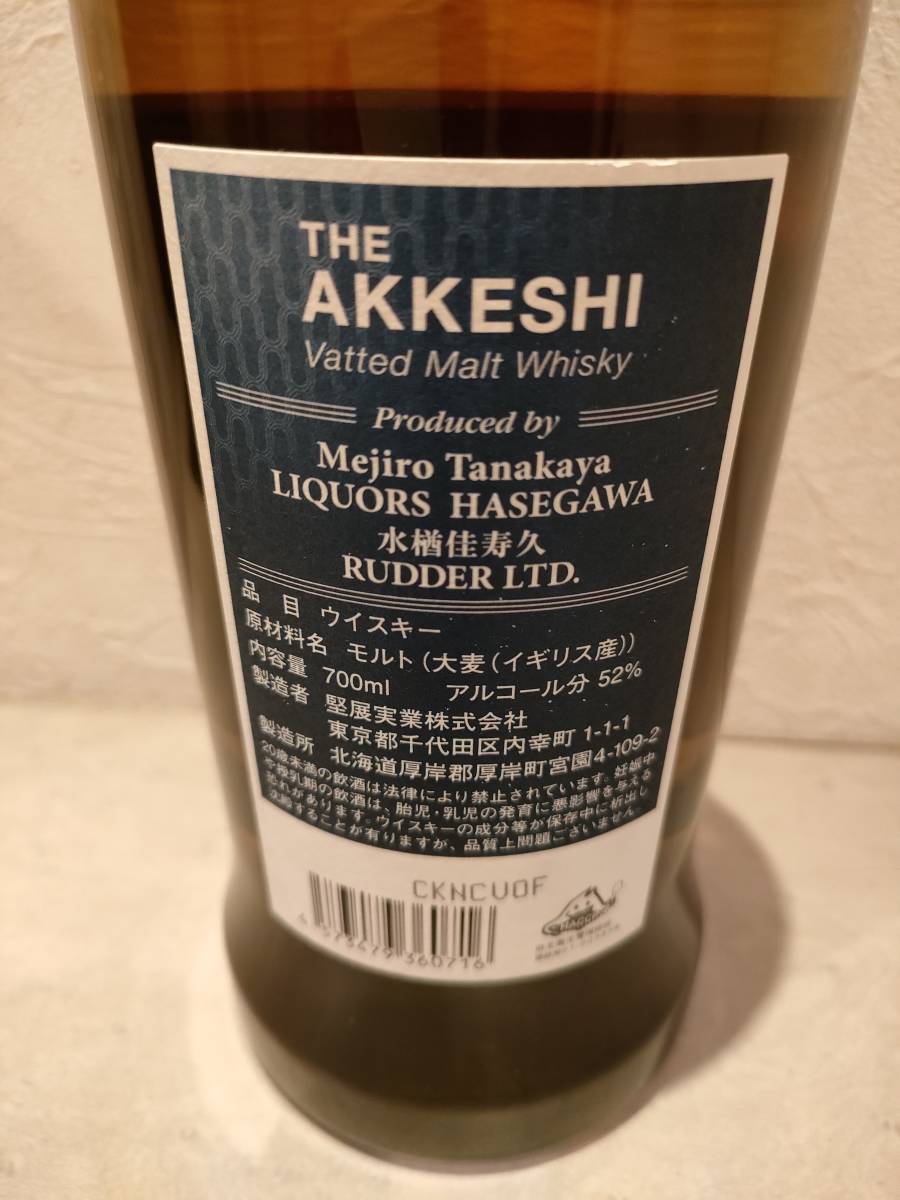 THE
AKKESHI
Vatted Malt Whisky
Produced by
Mejiro Tanakaya
LIQUORS HASEGAWA
水楢佳寿久
RUDDER LTD.
品目 ウイスキー
原材料名 モルト（大麦（イギリス産））
内容量 700ml アルコール分 52%
製造者 堅展実業株式会社
東京都千代田区内幸町 1-1-1
製造所 北海道厚岸郡厚岸町宮園4-109-2
20歳未満の飲酒は法律により禁止されています。妊娠中
や授乳期の飲酒は、胎児・乳児の発育に悪影響を与える
恐れがあります。ウイスキーの成分等が保存中に析出し
沈殿することが有りますが、品質上問題ございません。
CKNCVQF
4 573479 360716